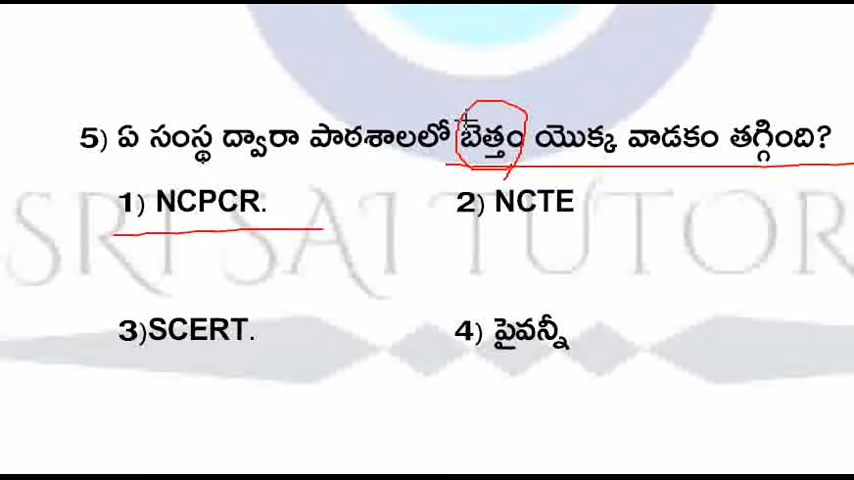 5) ఏ సంస్థ ద్వారా పాఠశాలలో బెత్తం యొక్క వాడకం తగ్గింది?
1) NCPCR. 2) NCTE
SRI SAI TUTOR
3)SCERT. 4) పైవన్నీ